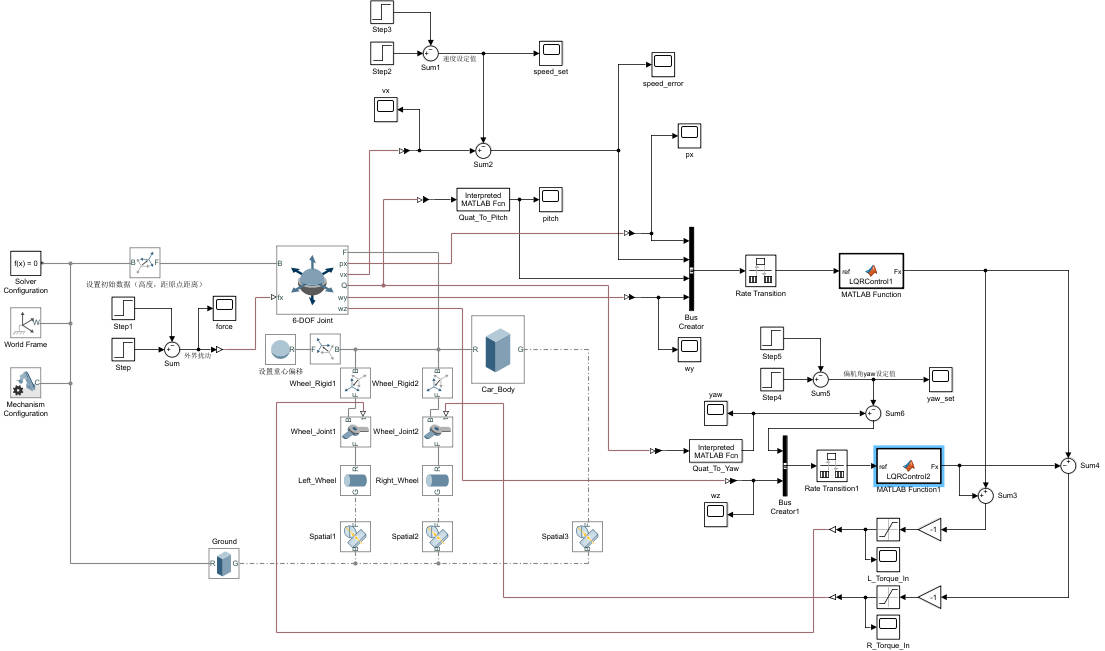 Step3
Step2
Sum1
速度设定值
speed_set
speed_error
vx
Sum2
px
Interpreted
MATLAB Fcn
Quat_To_Pitch
pitch
f(x) = 0
Solver
Configuration
B
F
设置初始数据（高度，距原点距离）
B
fx
F
px
vx
Q
wy
wz
6-DOF Joint
Bus
Creator
Rate Transition
ref
Fx
LQRControl1
MATLAB Function
wy
W
World Frame
Step1
force
Step
Sum
外界扰动
C
Mechanism
Configuration
R
F
B
设置重心偏移
R
G
Car_Body
Wheel_Rigid1
Wheel_Rigid2
B
F
B
F
Wheel_Joint1
Wheel_Joint2
B
F
B
F
Left_Wheel
Right_Wheel
R
G
R
G
Spatial1
Spatial2
Spatial3
F
B
F
B
F
B
Ground
R
G
Step5
Step4
Sum5
偏航角yaw设定值
yaw_set
yaw
Sum6
Interpreted
MATLAB Fcn
Quat_To_Yaw
wz
Bus
Creator1
Rate Transition1
ref
Fx
LQRControl2
MATLAB Function1
Sum4
Sum3
-1
L_Torque_In
-1
R_Torque_In